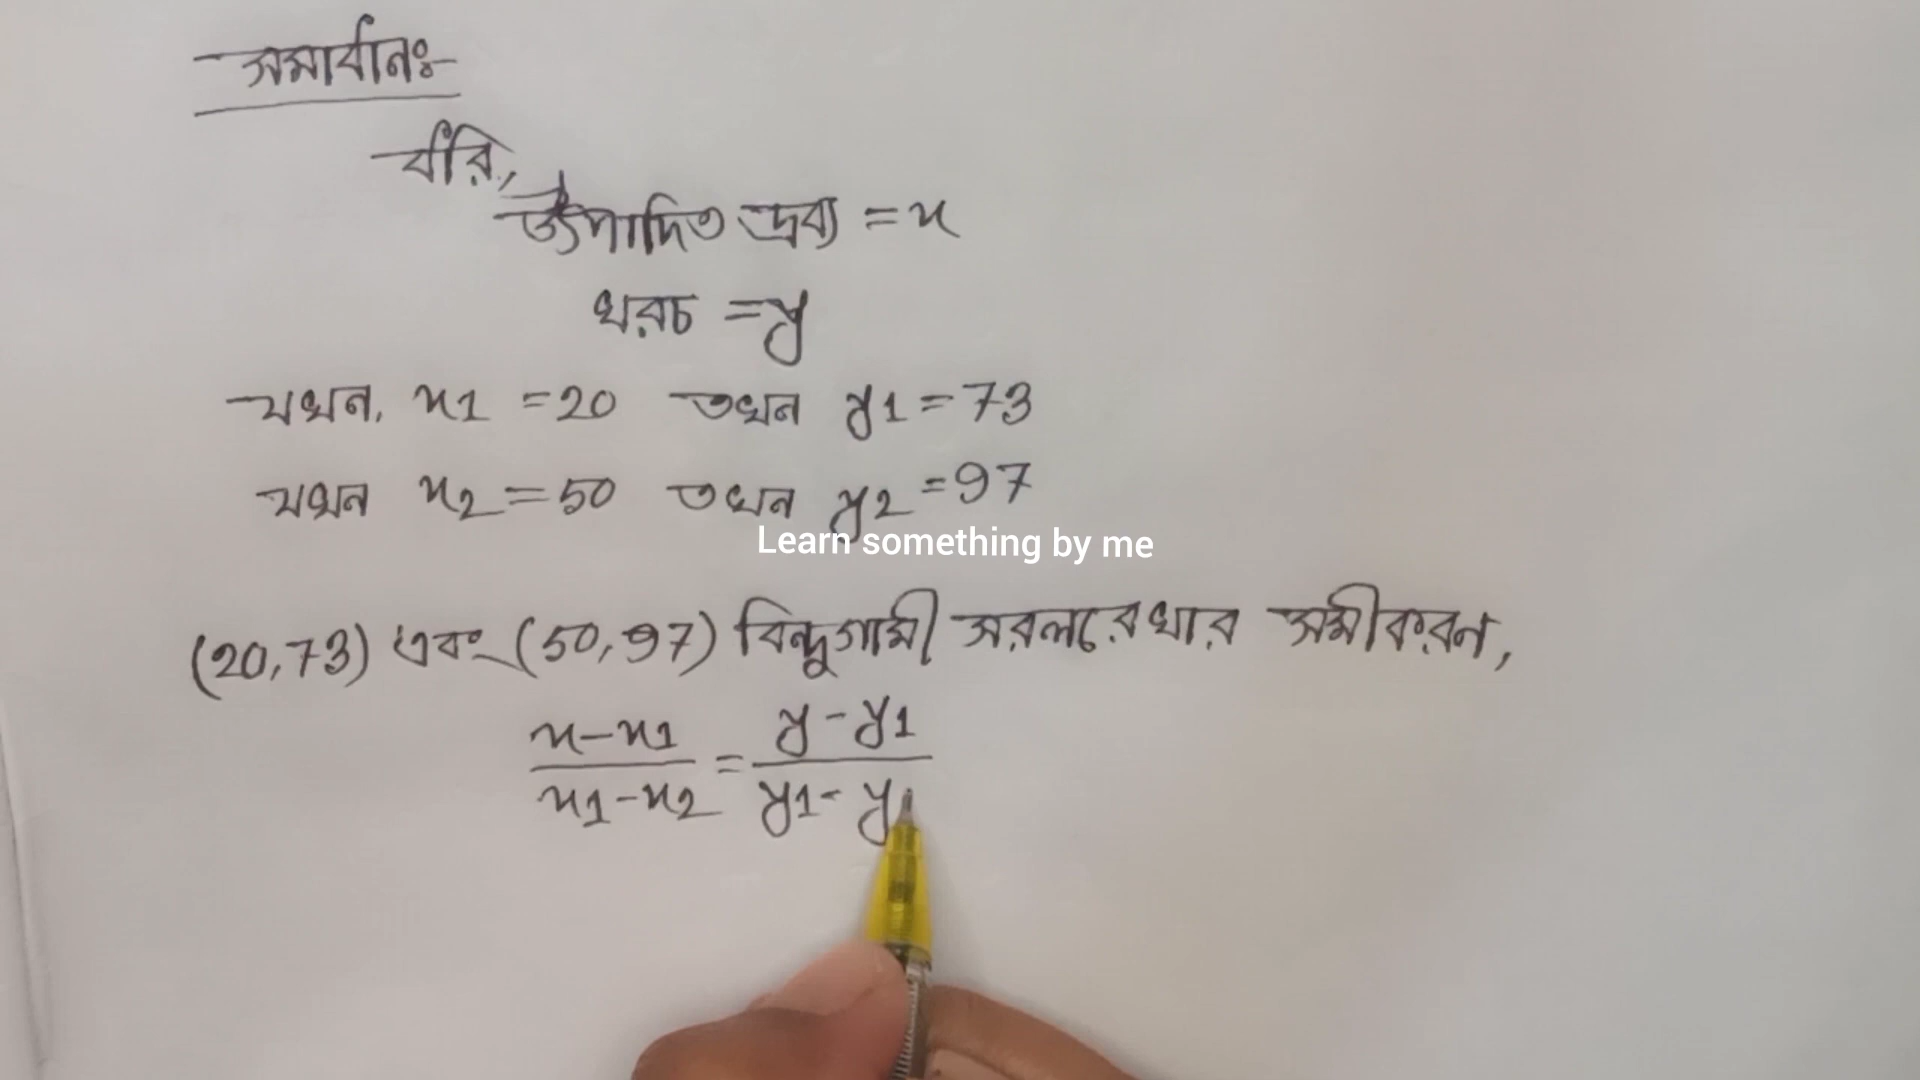 সমাধানঃ-
ধরি,
উৎপাদিত দ্রব্য = x
খরচ = y
যখন, x1 = 20 তখন y1 = 73
যখন x2 = 50 তখন y2 = 97
Learn something by me
(20,73) এবং (50,97) বিন্দুগামী সরলরেখার সমীকরন,
x-x1 / x1-x2 = y-y1 / y1-y